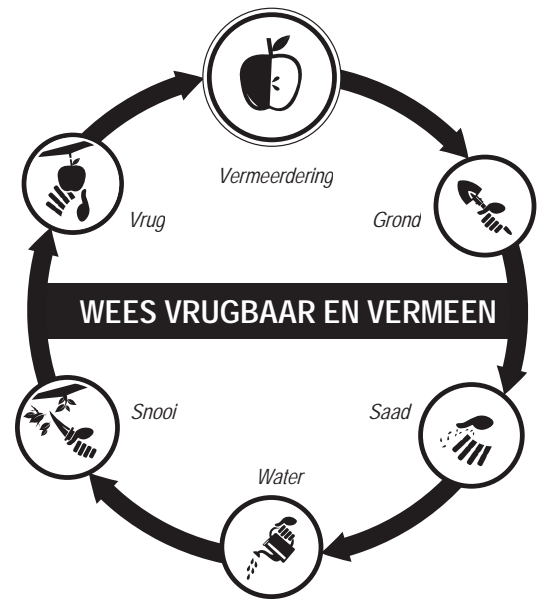 Vermeerdering
Vrug
Grond
WEES VRUGBAAR EN VERMEEN
Snooi
Saad
Water